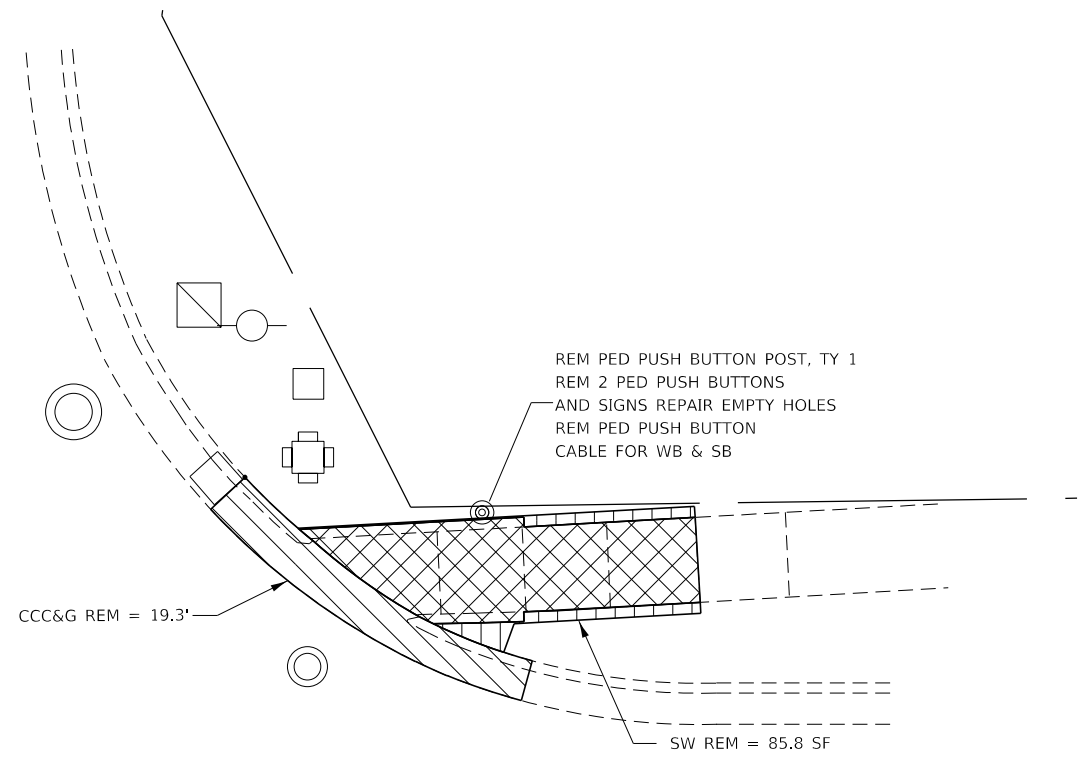 REM PED PUSH BUTTON POST, TY 1
REM 2 PED PUSH BUTTONS
AND SIGNS REPAIR EMPTY HOLES
REM PED PUSH BUTTON
CABLE FOR WB & SB
CCC&G REM = 19.3'
SW REM = 85.8 SF